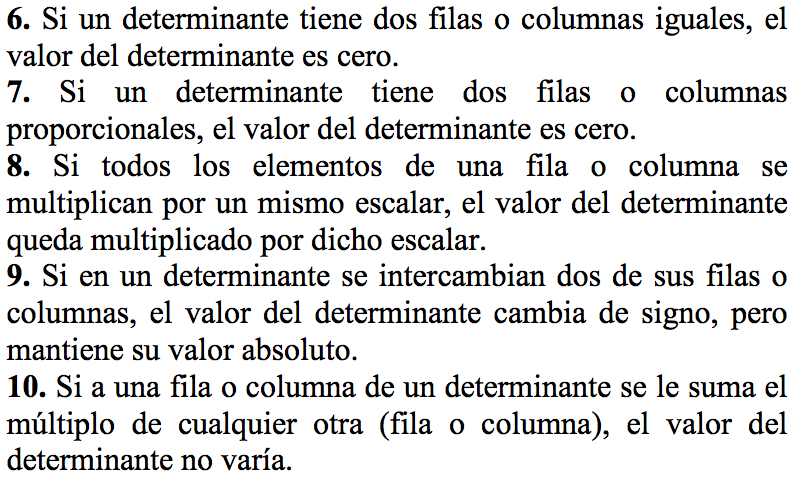 6. Si un determinante tiene dos filas o columnas iguales, el
valor del determinante es cero.
7. Si un determinante tiene dos filas o columnas
proporcionales, el valor del determinante es cero.
8. Si todos los elementos de una fila o columna se
multiplican por un mismo escalar, el valor del determinante
queda multiplicado por dicho escalar.
9. Si en un determinante se intercambian dos de sus filas o
columnas, el valor del determinante cambia de signo, pero
mantiene su valor absoluto.
10. Si a una fila o columna de un determinante se le suma el
múltiplo de cualquier otra (fila o columna), el valor del
determinante no varía.